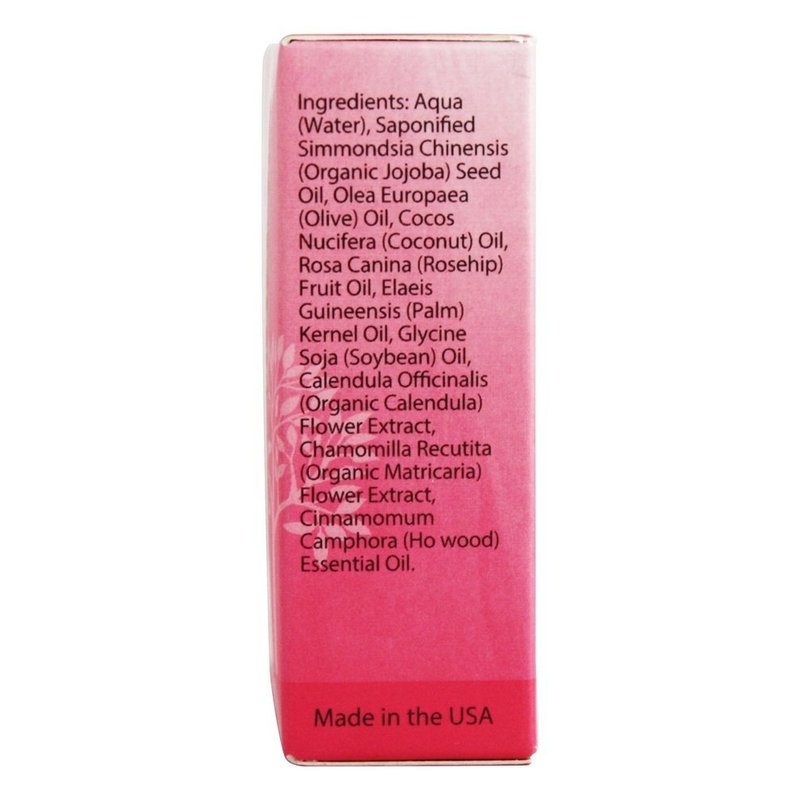 Ingredients: Aqua
(Water), Saponified
Simmondsia Chinensis
(Organic Jojoba) Seed
Oil, Olea Europaea
(Olive) Oil, Cocos
Nucifera (Coconut) Oil,
Rosa Canina (Rosehip)
Fruit Oil, Elaeis
Guineensis (Palm)
Kernel Oil, Glycine
Soja (Soybean) Oil,
Calendula Officinalis
(Organic Calendula)
Flower Extract,
Chamomilla Recutita
(Organic Matricaria)
Flower Extract,
Cinnamomum
Camphora (Ho wood)
Essential Oil.
Made in the USA